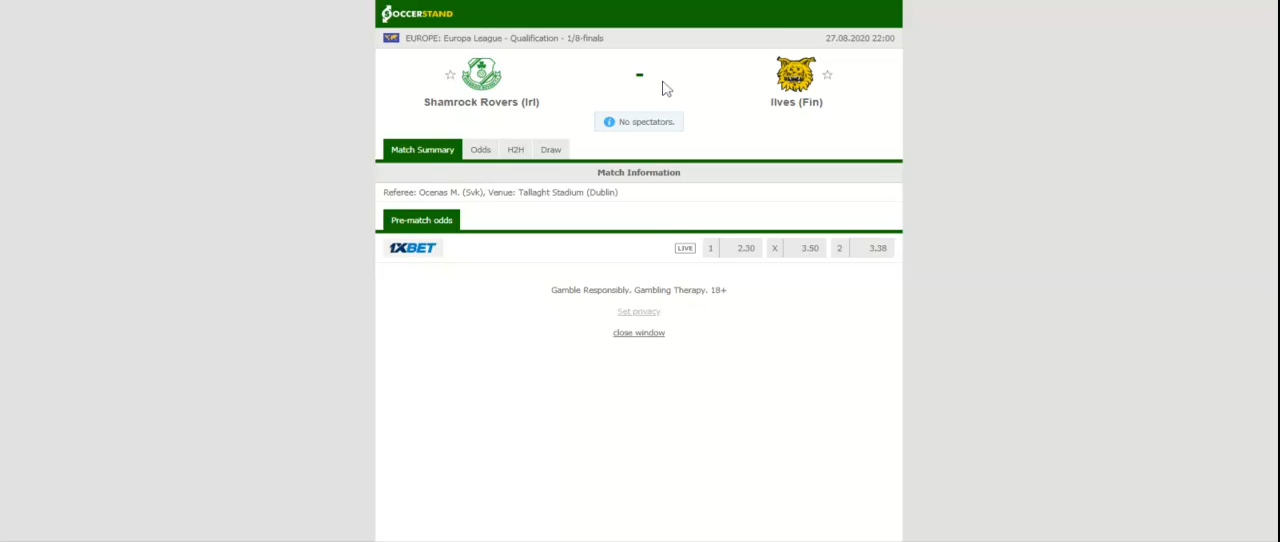 SOCCERSTAND
EUROPE: Europa League - Qualification - 1/8-finals 27.08.2020 22:00
-
Shamrock Rovers (Irl) Ilves (Fin)
No spectators.
Match Summary Odds H2H Draw
Match Information
Referee: Ocenas M. (Svk), Venue: Tallaght Stadium (Dublin)
Pre-match odds
1XBET LIVE 1 2.30 X 3.50 2 3.38
Gamble Responsibly. Gambling Therapy. 18+
Set privacy
close window